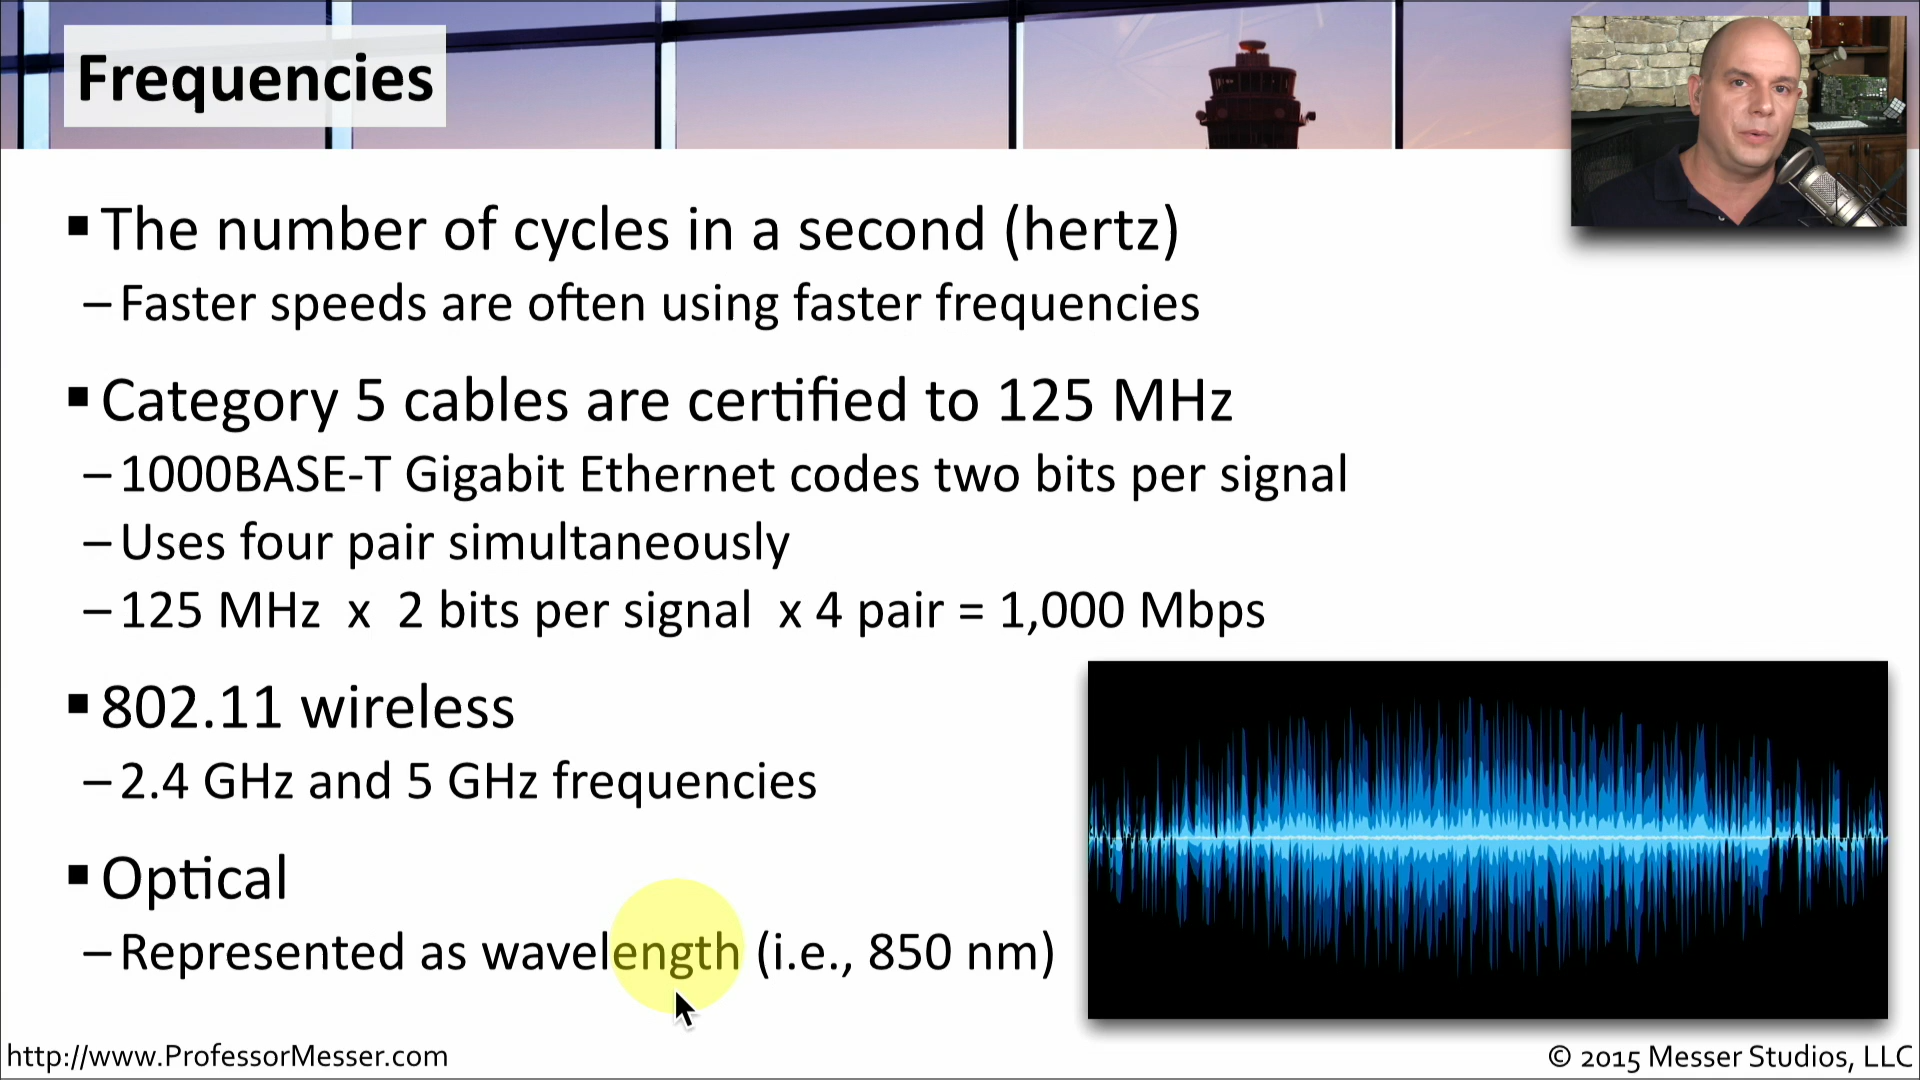 Frequencies
▪ The number of cycles in a second (hertz)
– Faster speeds are often using faster frequencies
▪ Category 5 cables are certified to 125 MHz
– 1000BASE-T Gigabit Ethernet codes two bits per signal
– Uses four pair simultaneously
– 125 MHz x 2 bits per signal x 4 pair = 1,000 Mbps
▪ 802.11 wireless
– 2.4 GHz and 5 GHz frequencies
▪ Optical
– Represented as wavelength (i.e., 850 nm)
http://www.ProfessorMesser.com
© 2015 Messer Studios, LLC